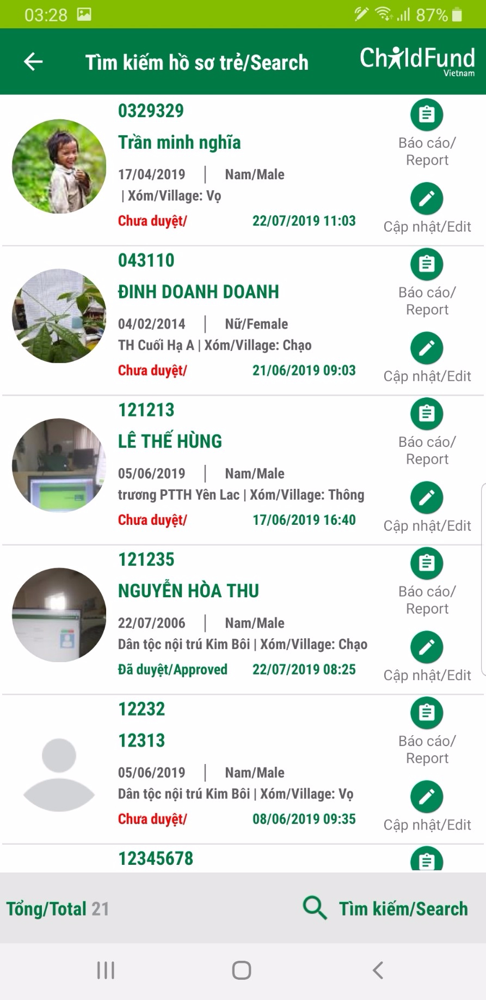 03:28 87%
Tìm kiếm hồ sơ trẻ/Search ChildFund
Vietnam
0329329
Trần minh nghĩa
17/04/2019 | Nam/Male
| Xóm/Village: Vọ
Chưa duyệt/ 22/07/2019 11:03
Báo cáo/
Report
Cập nhật/Edit
043110
ĐINH DOANH DOANH
04/02/2014 | Nữ/Female
TH Cuối Hạ A | Xóm/Village: Chạo
Chưa duyệt/ 21/06/2019 09:03
Báo cáo/
Report
Cập nhật/Edit
121213
LÊ THẾ HÙNG
05/06/2019 | Nam/Male
trương PTTH Yên Lac | Xóm/Village: Thông
Chưa duyệt/ 17/06/2019 16:40
Báo cáo/
Report
Cập nhật/Edit
121235
NGUYỄN HÒA THU
22/07/2006 | Nam/Male
Dân tộc nội trú Kim Bôi | Xóm/Village: Chạo
Đã duyệt/Approved 22/07/2019 08:25
Báo cáo/
Report
Cập nhật/Edit
12232
12313
05/06/2019 | Nam/Male
Dân tộc nội trú Kim Bôi | Xóm/Village: Vọ
Chưa duyệt/ 08/06/2019 09:35
Báo cáo/
Report
Cập nhật/Edit
12345678
Tổng/Total 21 Tìm kiếm/Search